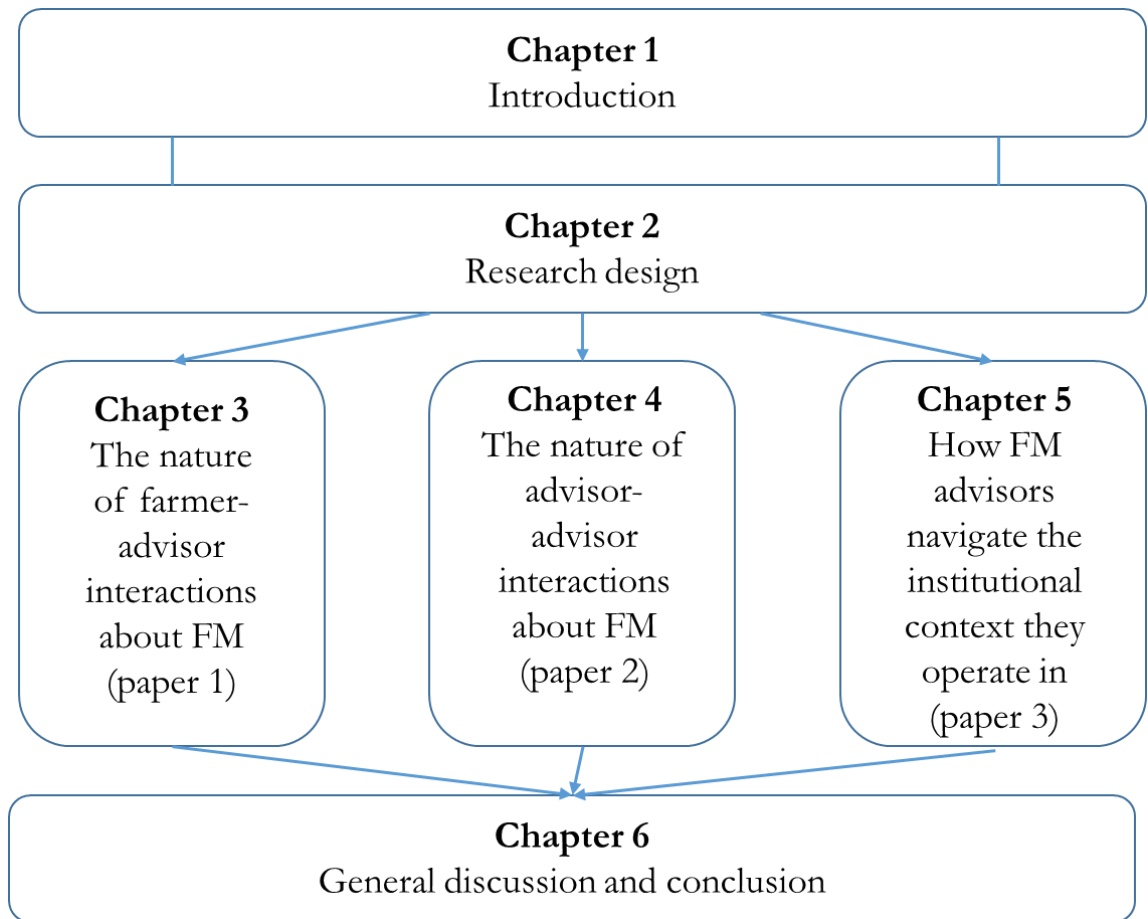 Chapter 1
Introduction
Chapter 2
Research design
Chapter 3
The nature
of farmer-
advisor
interactions
about FM
(paper 1)
Chapter 4
The nature of
advisor-
advisor
interactions
about FM
(paper 2)
Chapter 5
How FM
advisors
navigate the
institutional
context they
operate in
(paper 3)
Chapter 6
General discussion and conclusion